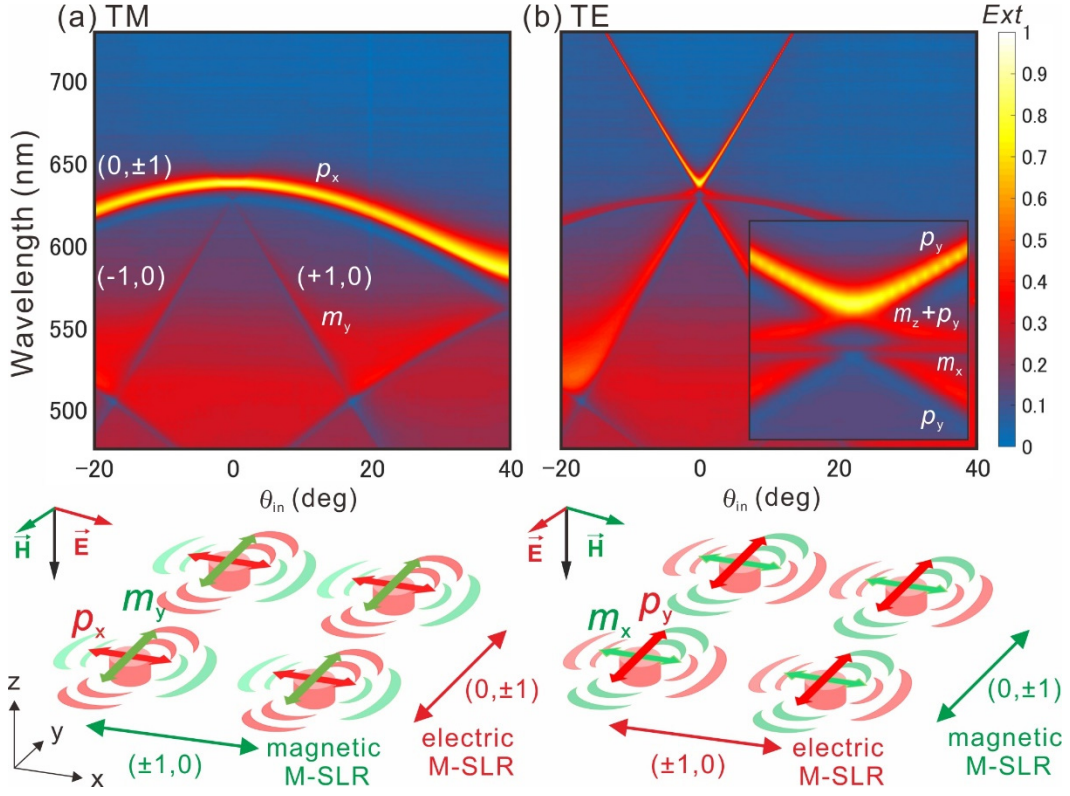 (a) TM
(b) TE
Ext
Wavelength (nm)
700
650
600
550
500
(0,±1)
px
(-1,0)
(+1,0)
my
py
mz+py
mx
py
1
0.9
0.8
0.7
0.6
0.5
0.4
0.3
0.2
0.1
0
−20
0
20
40
−20
0
20
40
θin (deg)
θin (deg)
H
E
E
H
my
px
mx
py
(0,±1)
(0,±1)
z
y
x
magnetic
M-SLR
(±1,0)
electric
M-SLR
electric
M-SLR
(±1,0)
magnetic
M-SLR